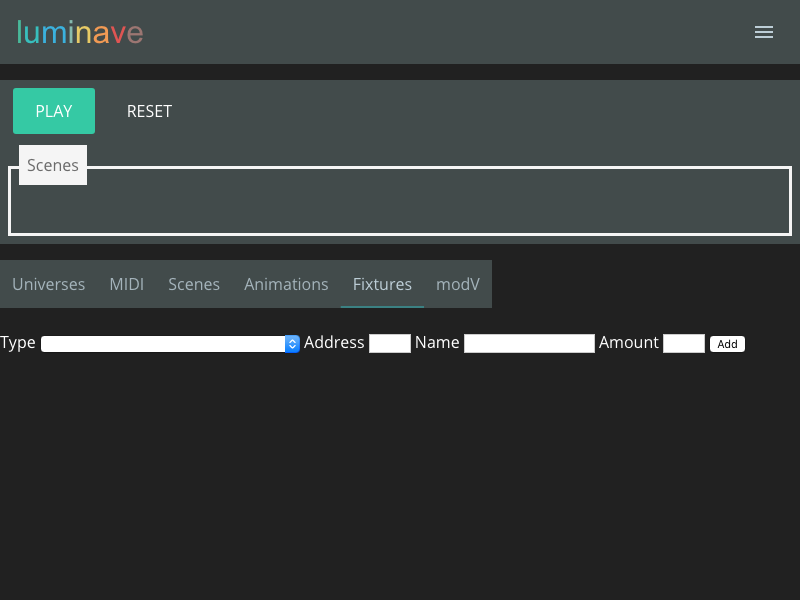 luminave
PLAY RESET
Scenes
Universes MIDI Scenes Animations Fixtures modV
Type Address Name Amount Add